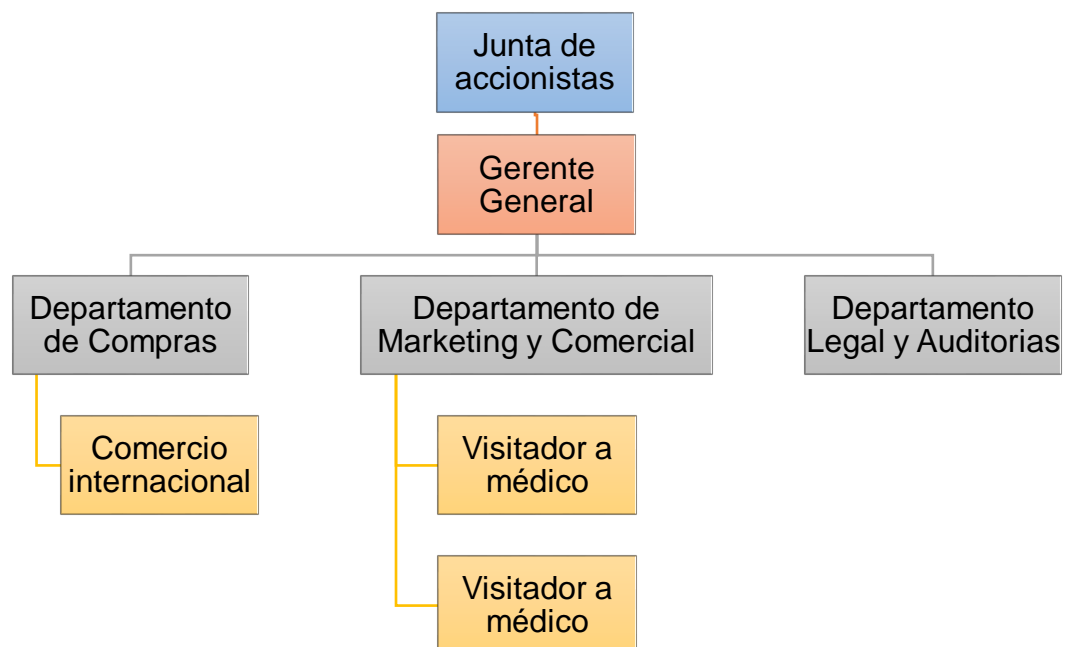 Junta de
accionistas
Gerente
General
Departamento
de Compras
Departamento de
Marketing y Comercial
Departamento
Legal y Auditorias
Comercio
internacional
Visitador a
médico
Visitador a
médico